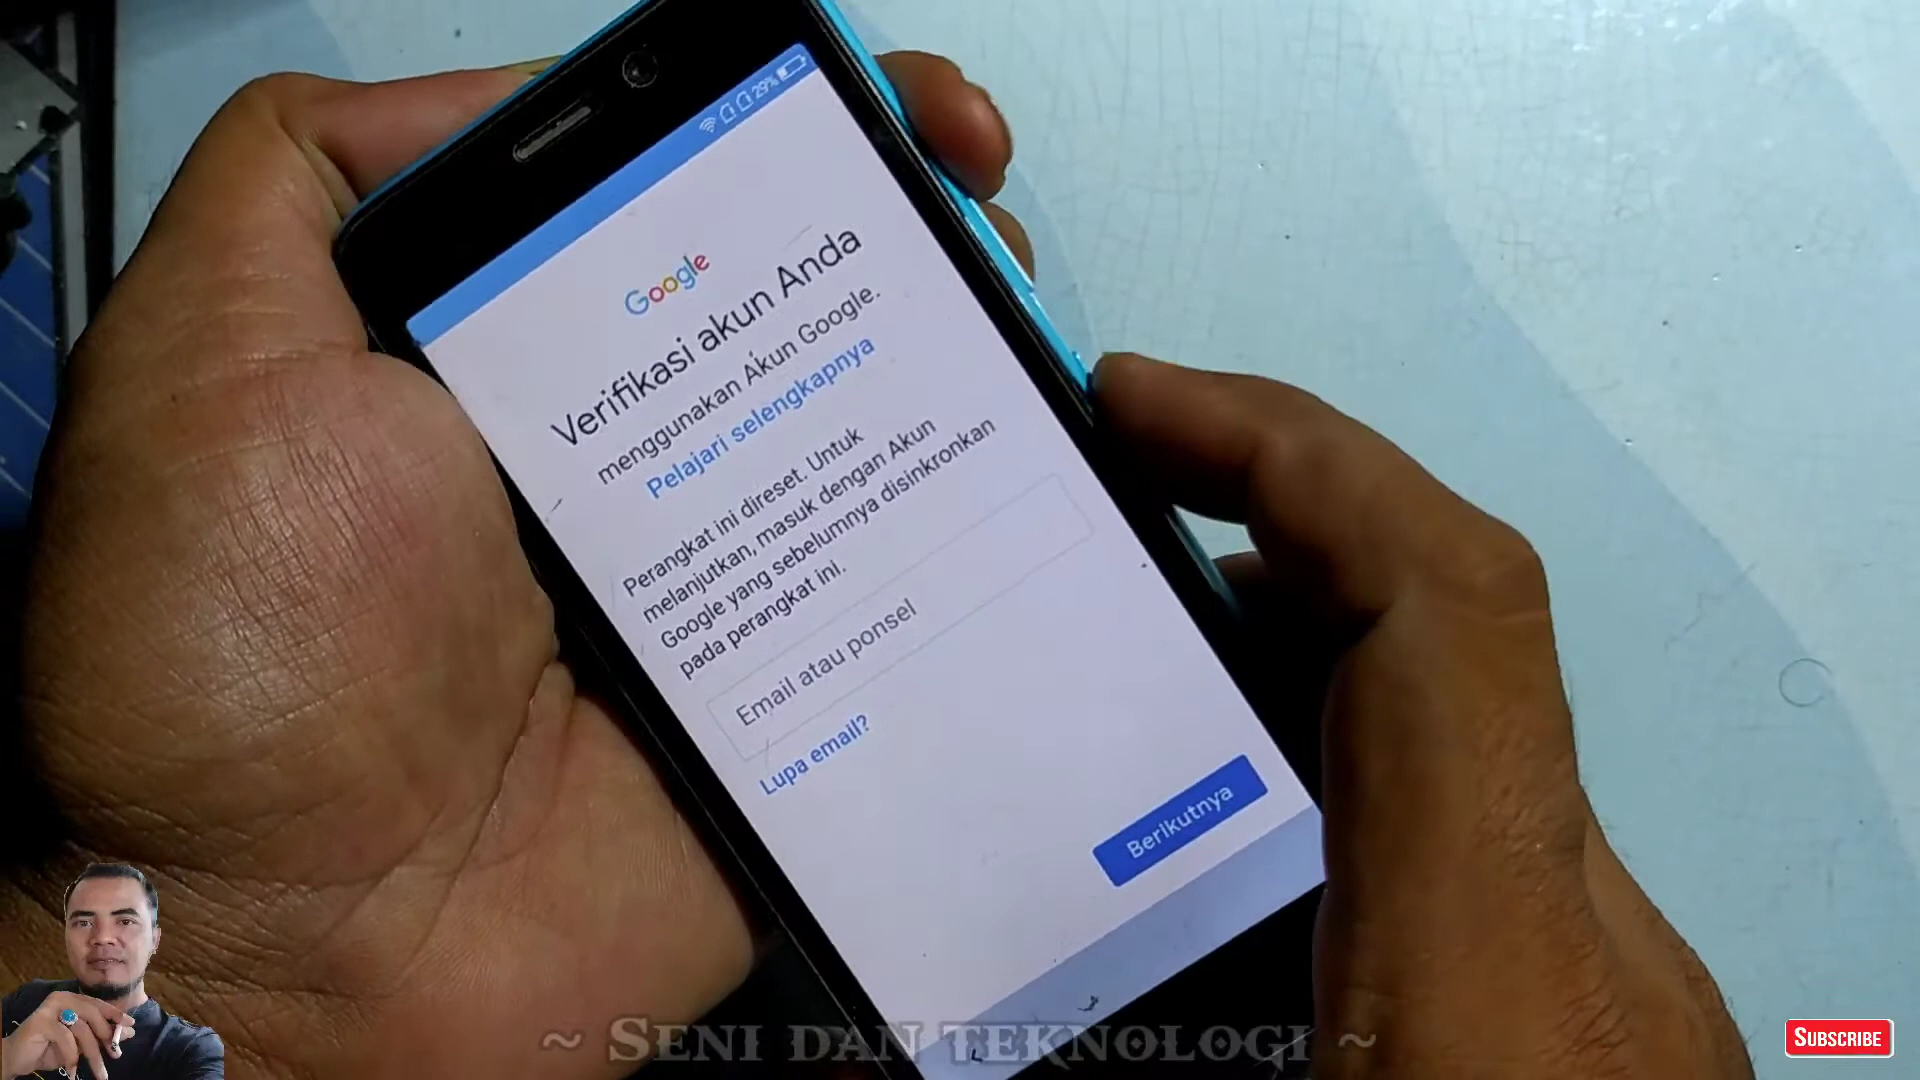 29%
Google
Verifikasi akun Anda
menggunakan Akun Google.
Pelajari selengkapnya
Perangkat ini direset. Untuk
melanjutkan, masuk dengan Akun
Google yang sebelumnya disinkronkan
pada perangkat ini.
Email atau ponsel
Lupa email?
Berikutnya
~ SENI DAN TEKNOLOGI ~
SUBSCRIBE